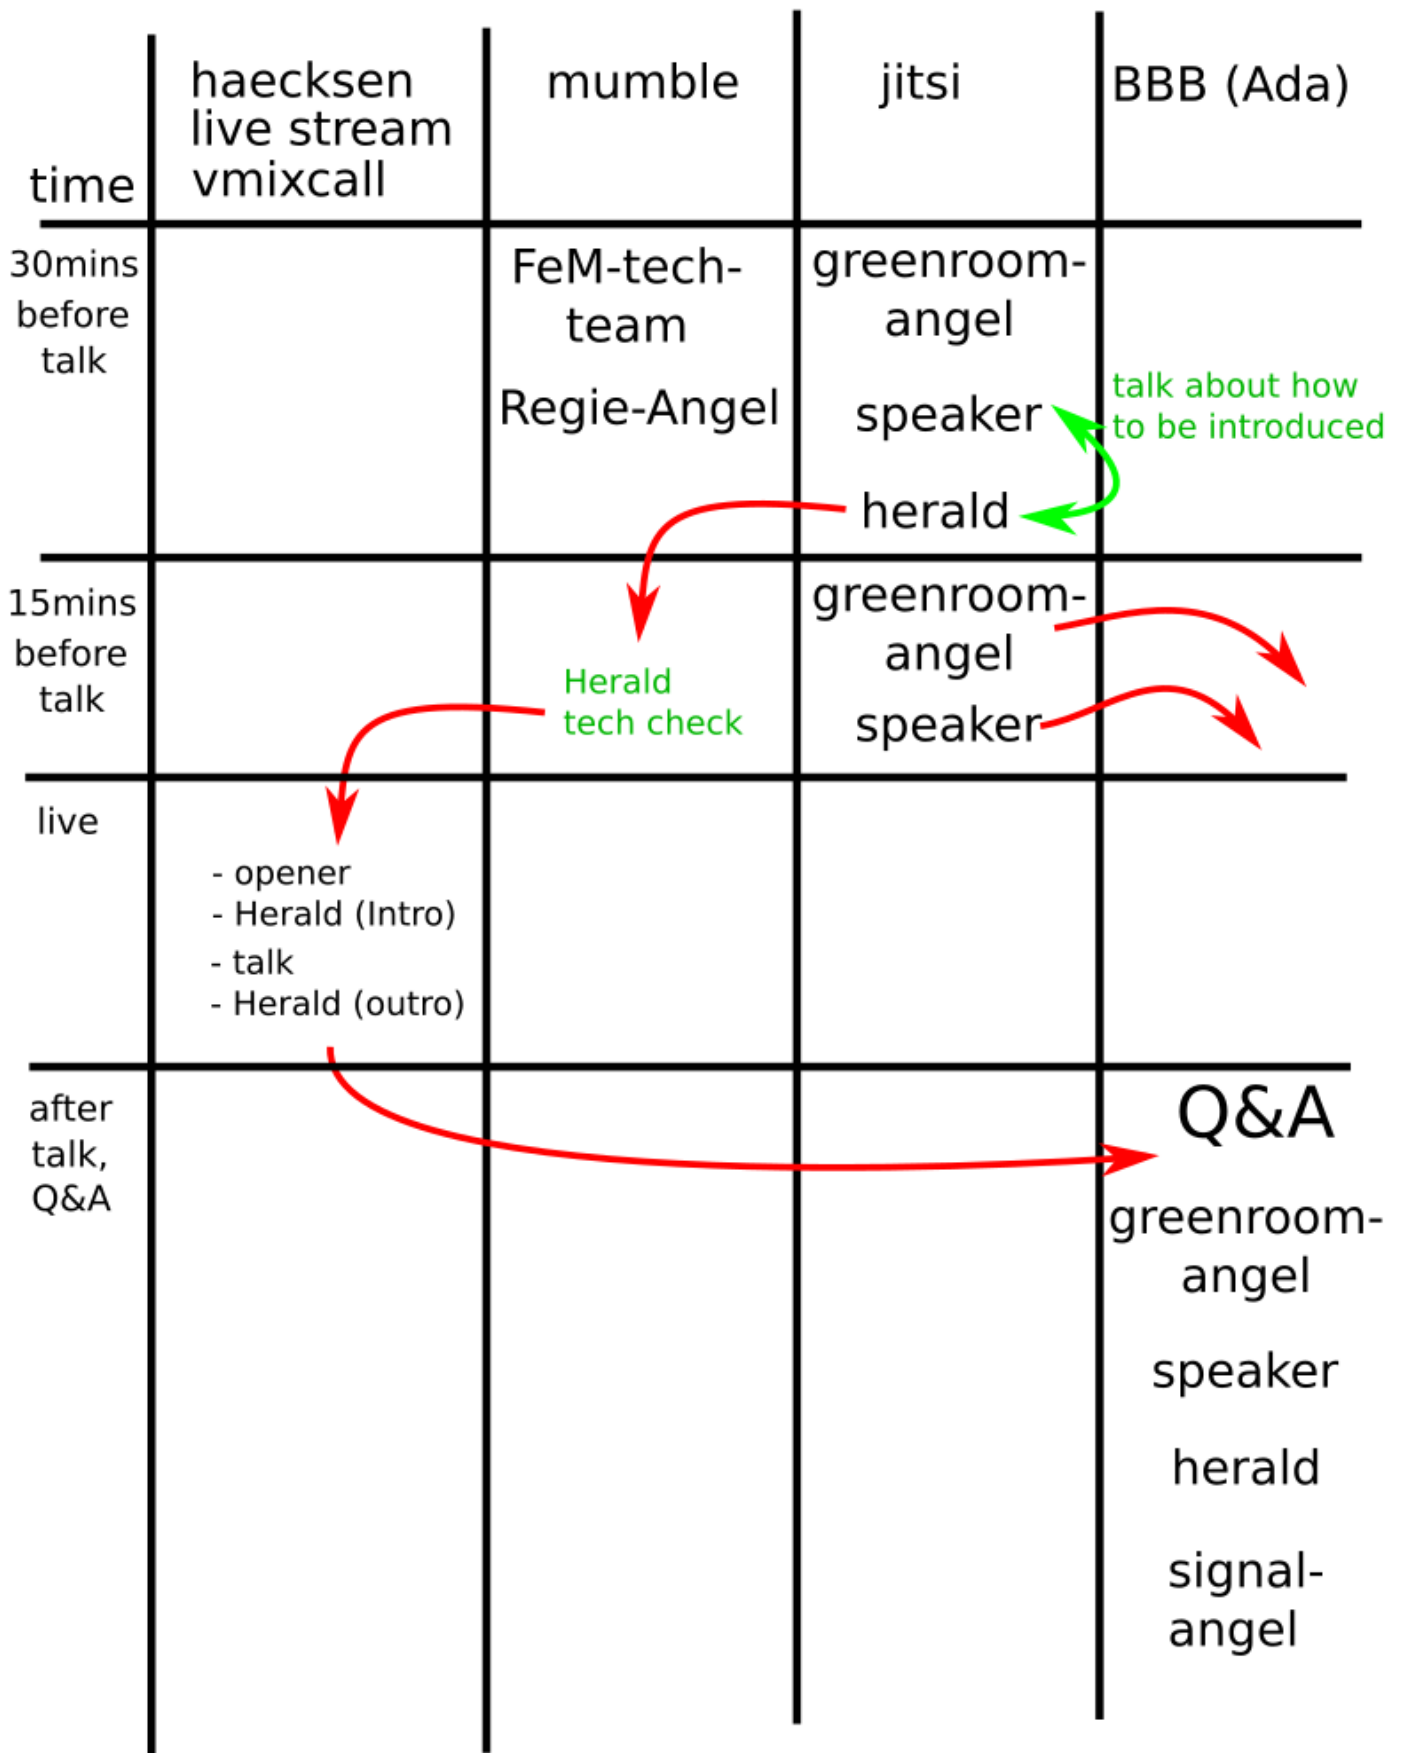 time
haecksen
live stream
vmixcall
mumble
jitsi
BBB (Ada)
30mins
before
talk
FeM-tech-
team
Regie-Angel
greenroom-
angel
speaker
herald
talk about how
to be introduced
15mins
before
talk
Herald
tech check
greenroom-
angel
speaker
live
- opener
- Herald (Intro)
- talk
- Herald (outro)
after
talk,
Q&A
Q&A
greenroom-
angel
speaker
herald
signal-
angel